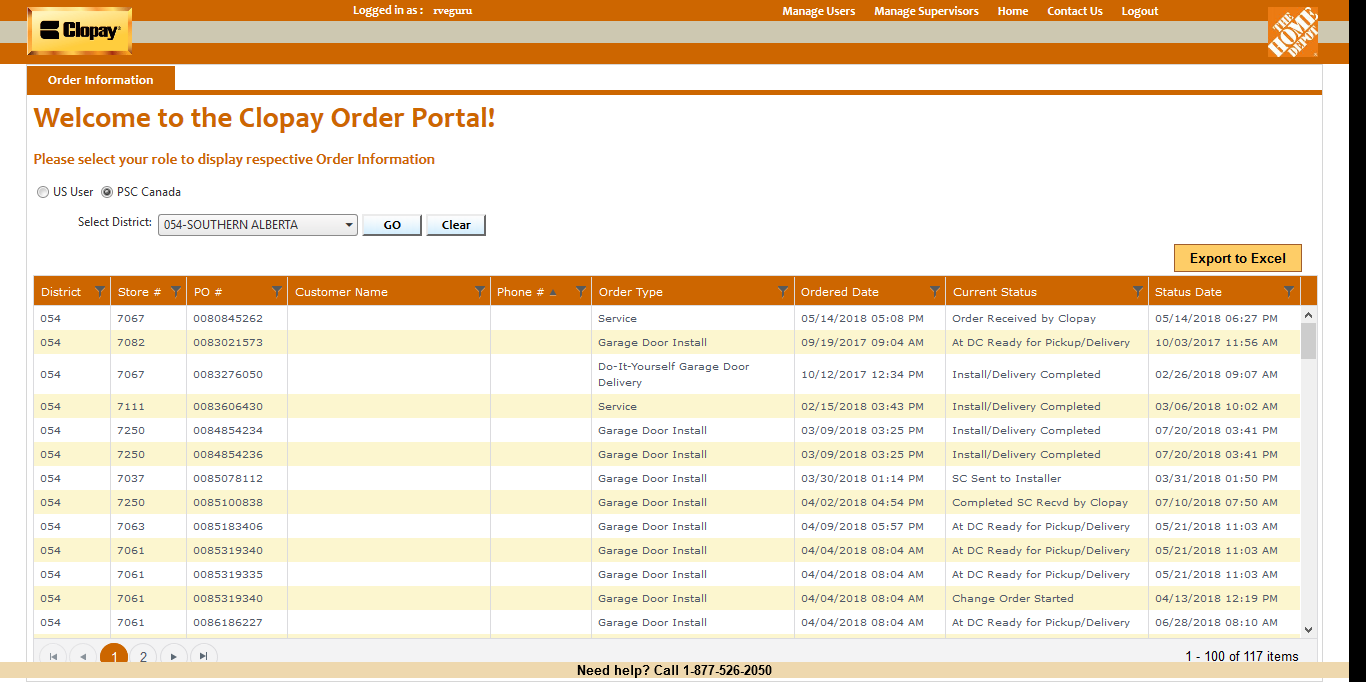 Logged in as : rveguru
Manage Users Manage Supervisors Home Contact Us Logout
Clopay
THE HOME DEPOT
Order Information
Welcome to the Clopay Order Portal!
Please select your role to display respective Order Information
US User PSC Canada
Select District: 054-SOUTHERN ALBERTA GO Clear
Export to Excel
District Store # PO # Customer Name Phone # Order Type Ordered Date Current Status Status Date
054 7067 0080845262 Service 05/14/2018 05:08 PM Order Received by Clopay 05/14/2018 06:27 PM
054 7082 0083021573 Garage Door Install 09/19/2017 09:04 AM At DC Ready for Pickup/Delivery 10/03/2017 11:56 AM
054 7067 0083276050 Do-It-Yourself Garage Door Delivery 10/12/2017 12:34 PM Install/Delivery Completed 02/26/2018 09:07 AM
054 7111 0083606430 Service 02/15/2018 03:43 PM Install/Delivery Completed 03/06/2018 10:02 AM
054 7250 0084854234 Garage Door Install 03/09/2018 03:25 PM Install/Delivery Completed 07/20/2018 03:41 PM
054 7250 0084854236 Garage Door Install 03/09/2018 03:25 PM Install/Delivery Completed 07/20/2018 03:41 PM
054 7037 0085078112 Garage Door Install 03/30/2018 01:14 PM SC Sent to Installer 03/31/2018 01:50 PM
054 7250 0085100838 Garage Door Install 04/02/2018 04:54 PM Completed SC Recvd by Clopay 07/10/2018 07:50 AM
054 7063 0085183406 Garage Door Install 04/09/2018 05:57 PM At DC Ready for Pickup/Delivery 05/21/2018 11:03 AM
054 7061 0085319340 Garage Door Install 04/04/2018 08:04 AM At DC Ready for Pickup/Delivery 05/21/2018 11:03 AM
054 7061 0085319335 Garage Door Install 04/04/2018 08:04 AM At DC Ready for Pickup/Delivery 05/21/2018 11:03 AM
054 7061 0085319340 Garage Door Install 04/04/2018 08:04 AM Change Order Started 04/13/2018 12:19 PM
054 7061 0086186227 Garage Door Install 04/04/2018 08:04 AM At DC Ready for Pickup/Delivery 06/28/2018 08:10 AM
1 2 1 - 100 of 117 items
Need help? Call 1-877-526-2050